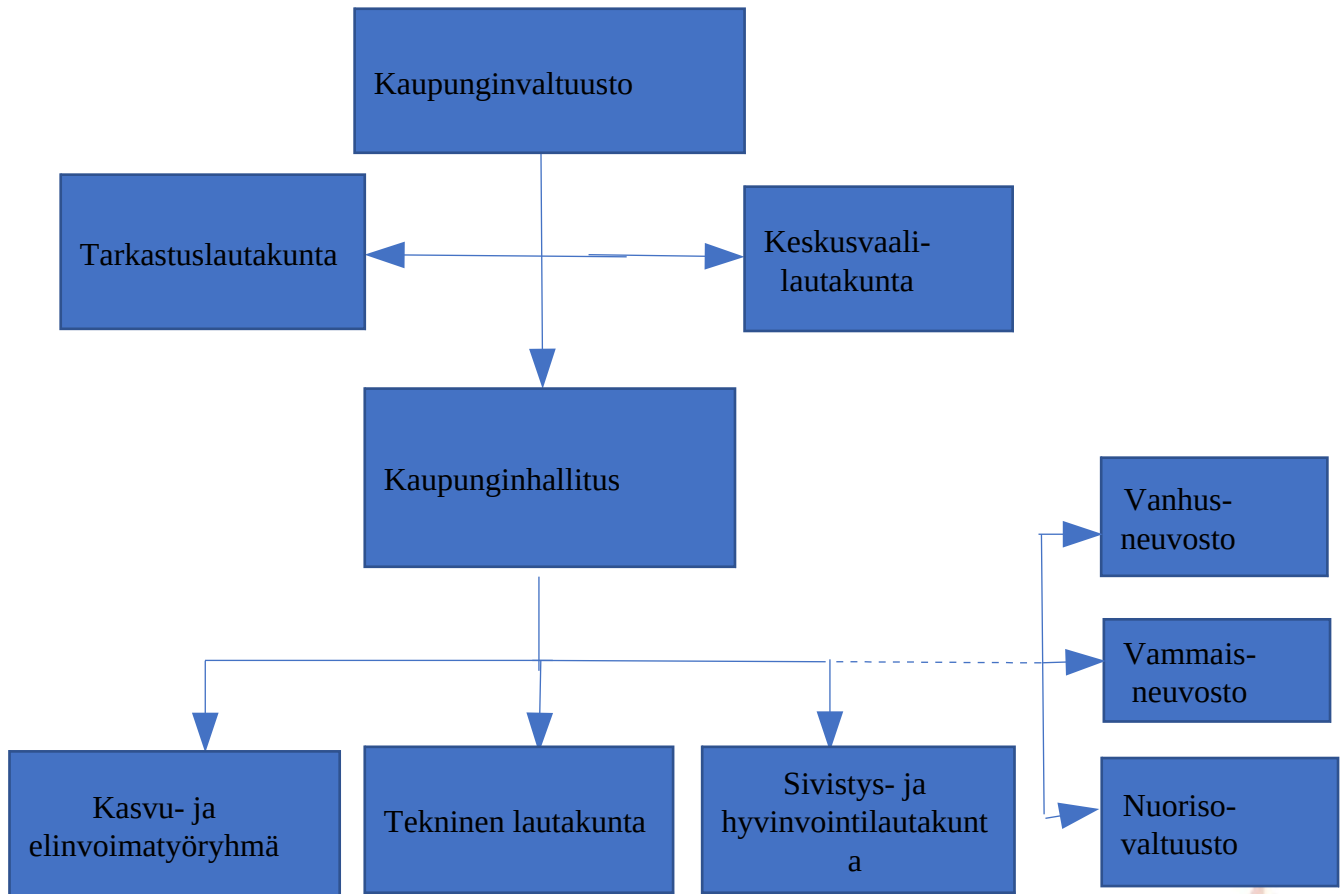 Kaupunginvaltuusto
Tarkastuslautakunta
Keskusvaali-
lautakunta
Kaupunginhallitus
Vanhus-
neuvosto
Vammais-
neuvosto
Kasvu- ja
elinvoimatyöryhmä
Tekninen lautakunta
Sivistys- ja
hyvinvointilautakunt
a
Nuoriso-
valtuusto